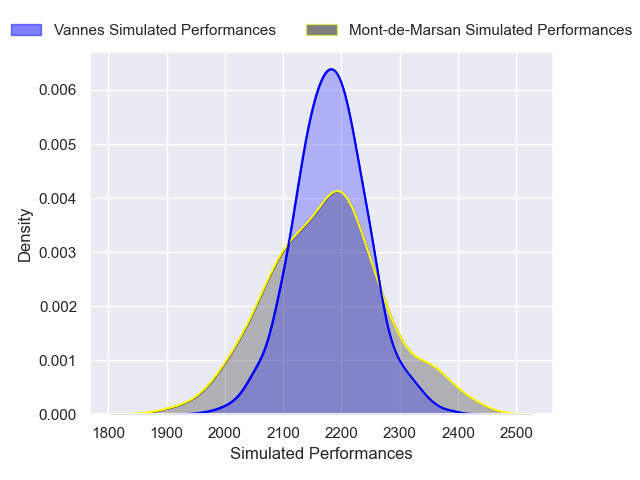 Vannes Simulated Performances
Mont-de-Marsan Simulated Performances
0.006
0.005
0.004
0.003
0.002
0.001
0.000
Density
1800 1900 2000 2100 2200 2300 2400 2500
Simulated Performances